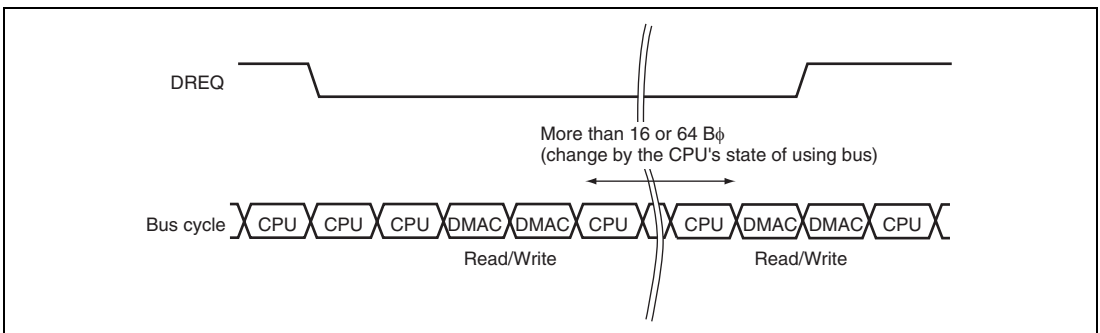 DREQ
More than 16 or 64 Bϕ
(change by the CPU's state of using bus)
Bus cycle CPU CPU CPU DMAC DMAC CPU CPU DMAC DMAC CPU
Read/Write Read/Write